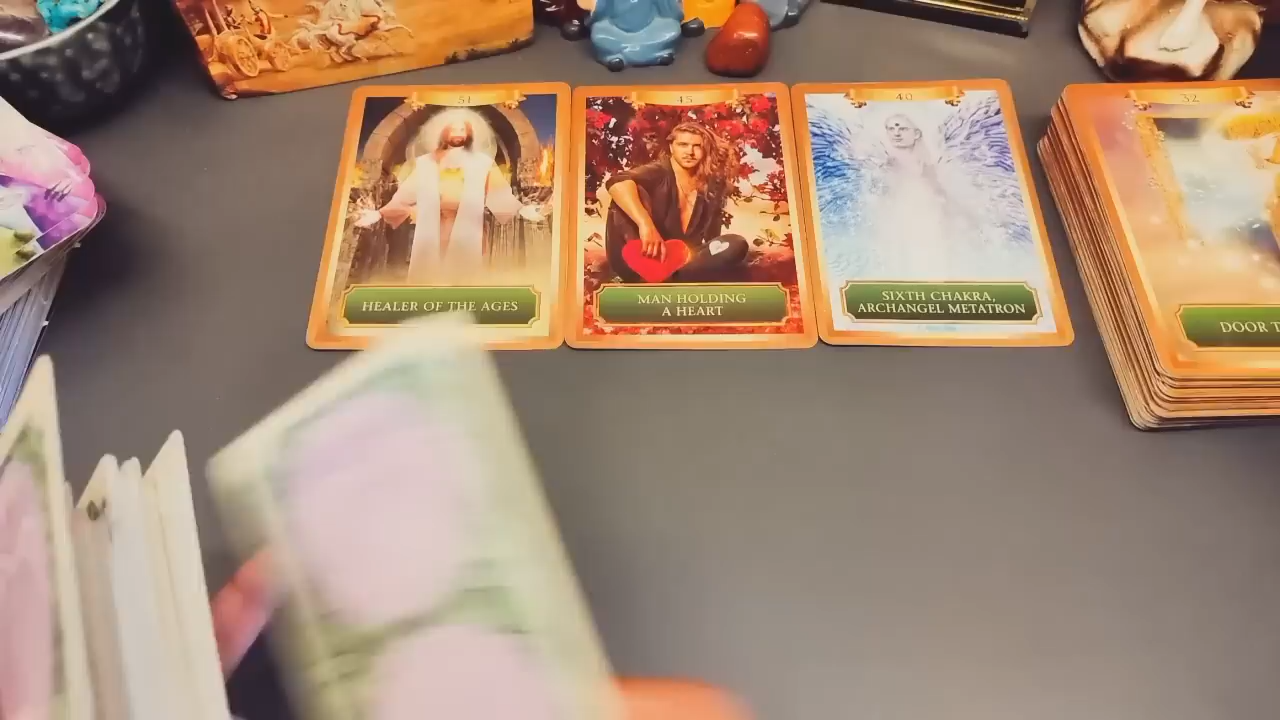 51
HEALER OF THE AGES
45
MAN HOLDING
A HEART
40
SIXTH CHAKRA,
ARCHANGEL METATRON
32
DOOR T